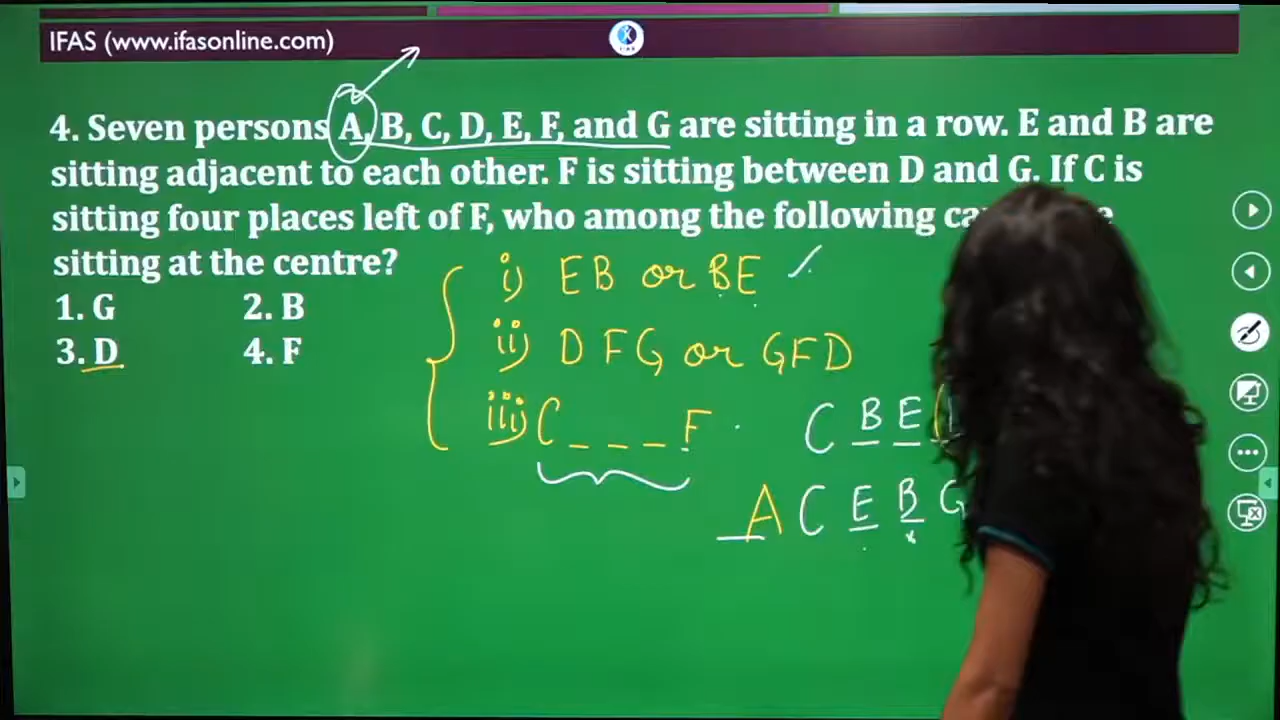 IFAS (www.ifasonline.com)
4. Seven persons A, B, C, D, E, F, and G are sitting in a row. E and B are
sitting adjacent to each other. F is sitting between D and G. If C is
sitting four places left of F, who among the following
sitting at the centre?
1. G 2. B
3. D 4. F
i) EB or BE
ii) D F G or GFD
iii) C _ _ _ F
C B E
A C E B G